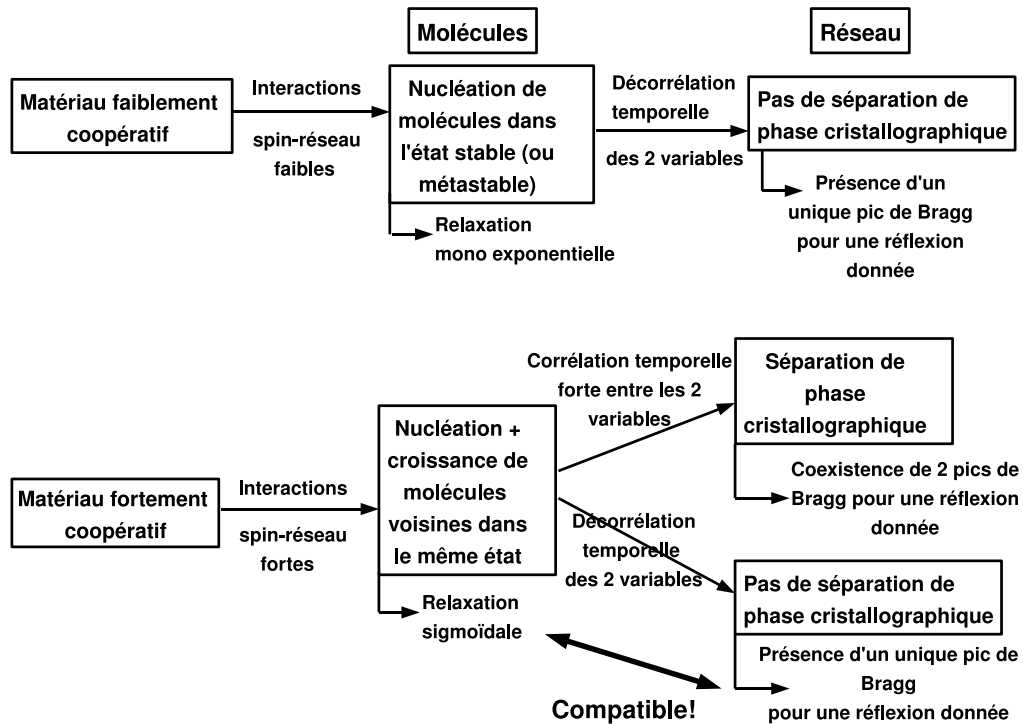 Molécules
Réseau
Matériau faiblement
coopératif
Interactions
spin-réseau
faibles
Nucléation de
molécules dans
l'état stable (ou
métastable)
Relaxation
mono exponentielle
Décorrélation
temporelle
des 2 variables
Pas de séparation de
phase cristallographique
Présence d'un
unique pic de Bragg
pour une réflexion
donnée
Matériau fortement
coopératif
Interactions
spin-réseau
fortes
Nucléation +
croissance de
molécules
voisines dans
le même état
Relaxation
sigmoïdale
Corrélation temporelle
forte entre les 2
variables
Séparation de
phase
cristallographique
Coexistence de 2 pics de
Bragg pour une réflexion
donnée
Décorrélation
temporelle
des 2 variables
Pas de séparation de
phase cristallographique
Présence d'un unique pic de
Bragg
pour une réflexion donnée
Compatible!